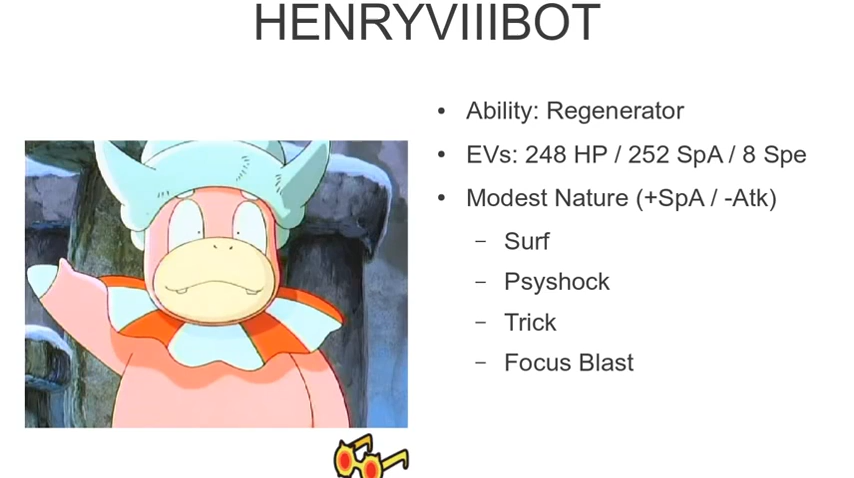 HENRYVIIIBOT
• Ability: Regenerator
• EVs: 248 HP / 252 SpA / 8 Spe
• Modest Nature (+SpA / -Atk)
– Surf
– Psyshock
– Trick
– Focus Blast